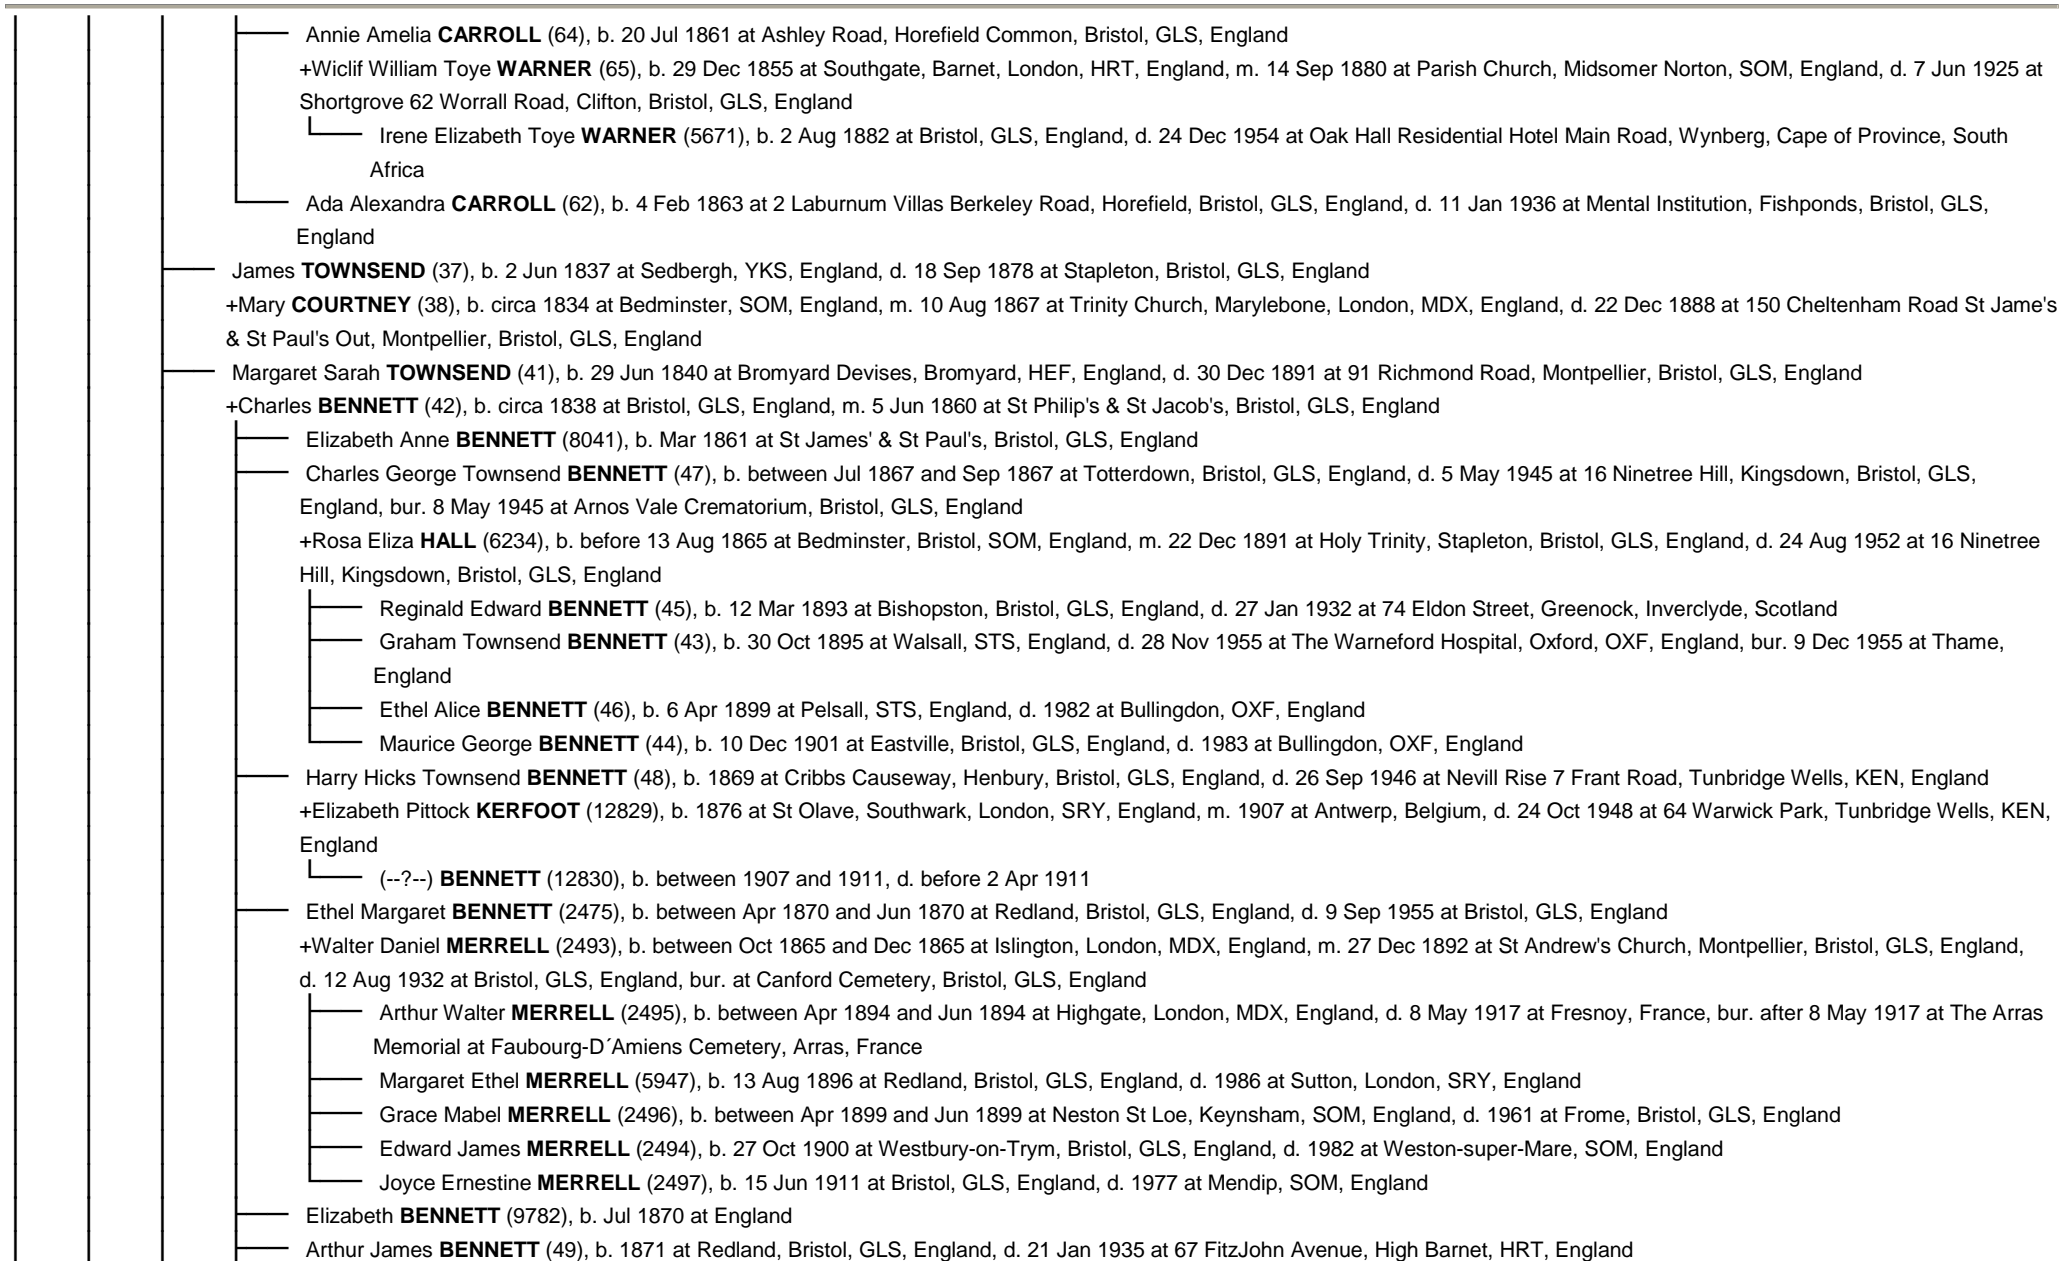 Annie Amelia CARROLL (64), b. 20 Jul 1861 at Ashley Road, Horefield Common, Bristol, GLS, England
+Wiclif William Toye WARNER (65), b. 29 Dec 1855 at Southgate, Barnet, London, HRT, England, m. 14 Sep 1880 at Parish Church, Midsomer Norton, SOM, England, d. 7 Jun 1925 at
Shortgrove 62 Worrall Road, Clifton, Bristol, GLS, England
Irene Elizabeth Toye WARNER (5671), b. 2 Aug 1882 at Bristol, GLS, England, d. 24 Dec 1954 at Oak Hall Residential Hotel Main Road, Wynberg, Cape of Province, South
Africa
Ada Alexandra CARROLL (62), b. 4 Feb 1863 at 2 Laburnum Villas Berkeley Road, Horefield, Bristol, GLS, England, d. 11 Jan 1936 at Mental Institution, Fishponds, Bristol, GLS,
England
James TOWNSEND (37), b. 2 Jun 1837 at Sedbergh, YKS, England, d. 18 Sep 1878 at Stapleton, Bristol, GLS, England
+Mary COURTNEY (38), b. circa 1834 at Bedminster, SOM, England, m. 10 Aug 1867 at Trinity Church, Marylebone, London, MDX, England, d. 22 Dec 1888 at 150 Cheltenham Road St Jame's
& St Paul's Out, Montpellier, Bristol, GLS, England
Margaret Sarah TOWNSEND (41), b. 29 Jun 1840 at Bromyard Devises, Bromyard, HEF, England, d. 30 Dec 1891 at 91 Richmond Road, Montpellier, Bristol, GLS, England
+Charles BENNETT (42), b. circa 1838 at Bristol, GLS, England, m. 5 Jun 1860 at St Philip's & St Jacob's, Bristol, GLS, England
Elizabeth Anne BENNETT (8041), b. Mar 1861 at St James' & St Paul's, Bristol, GLS, England
Charles George Townsend BENNETT (47), b. between Jul 1867 and Sep 1867 at Totterdown, Bristol, GLS, England, d. 5 May 1945 at 16 Ninetree Hill, Kingsdown, Bristol, GLS,
England, bur. 8 May 1945 at Arnos Vale Crematorium, Bristol, GLS, England
+Rosa Eliza HALL (6234), b. before 13 Aug 1865 at Bedminster, Bristol, SOM, England, m. 22 Dec 1891 at Holy Trinity, Stapleton, Bristol, GLS, England, d. 24 Aug 1952 at 16 Ninetree
Hill, Kingsdown, Bristol, GLS, England
Reginald Edward BENNETT (45), b. 12 Mar 1893 at Bishopston, Bristol, GLS, England, d. 27 Jan 1932 at 74 Eldon Street, Greenock, Inverclyde, Scotland
Graham Townsend BENNETT (43), b. 30 Oct 1895 at Walsall, STS, England, d. 28 Nov 1955 at The Warneford Hospital, Oxford, OXF, England, bur. 9 Dec 1955 at Thame,
England
Ethel Alice BENNETT (46), b. 6 Apr 1899 at Pelsall, STS, England, d. 1982 at Bullingdon, OXF, England
Maurice George BENNETT (44), b. 10 Dec 1901 at Eastville, Bristol, GLS, England, d. 1983 at Bullingdon, OXF, England
Harry Hicks Townsend BENNETT (48), b. 1869 at Cribbs Causeway, Henbury, Bristol, GLS, England, d. 26 Sep 1946 at Nevill Rise 7 Frant Road, Tunbridge Wells, KEN, England
+Elizabeth Pittock KERFOOT (12829), b. 1876 at St Olave, Southwark, London, SRY, England, m. 1907 at Antwerp, Belgium, d. 24 Oct 1948 at 64 Warwick Park, Tunbridge Wells, KEN,
England
(--?--) BENNETT (12830), b. between 1907 and 1911, d. before 2 Apr 1911
Ethel Margaret BENNETT (2475), b. between Apr 1870 and Jun 1870 at Redland, Bristol, GLS, England, d. 9 Sep 1955 at Bristol, GLS, England
+Walter Daniel MERRELL (2493), b. between Oct 1865 and Dec 1865 at Islington, London, MDX, England, m. 27 Dec 1892 at St Andrew's Church, Montpellier, Bristol, GLS, England,
d. 12 Aug 1932 at Bristol, GLS, England, bur. at Canford Cemetery, Bristol, GLS, England
Arthur Walter MERRELL (2495), b. between Apr 1894 and Jun 1894 at Highgate, London, MDX, England, d. 8 May 1917 at Fresnoy, France, bur. after 8 May 1917 at The Arras
Memorial at Faubourg-D´Amiens Cemetery, Arras, France
Margaret Ethel MERRELL (5947), b. 13 Aug 1896 at Redland, Bristol, GLS, England, d. 1986 at Sutton, London, SRY, England
Grace Mabel MERRELL (2496), b. between Apr 1899 and Jun 1899 at Neston St Loe, Keynsham, SOM, England, d. 1961 at Frome, Bristol, GLS, England
Edward James MERRELL (2494), b. 27 Oct 1900 at Westbury-on-Trym, Bristol, GLS, England, d. 1982 at Weston-super-Mare, SOM, England
Joyce Ernestine MERRELL (2497), b. 15 Jun 1911 at Bristol, GLS, England, d. 1977 at Mendip, SOM, England
Elizabeth BENNETT (9782), b. Jul 1870 at England
Arthur James BENNETT (49), b. 1871 at Redland, Bristol, GLS, England, d. 21 Jan 1935 at 67 FitzJohn Avenue, High Barnet, HRT, England